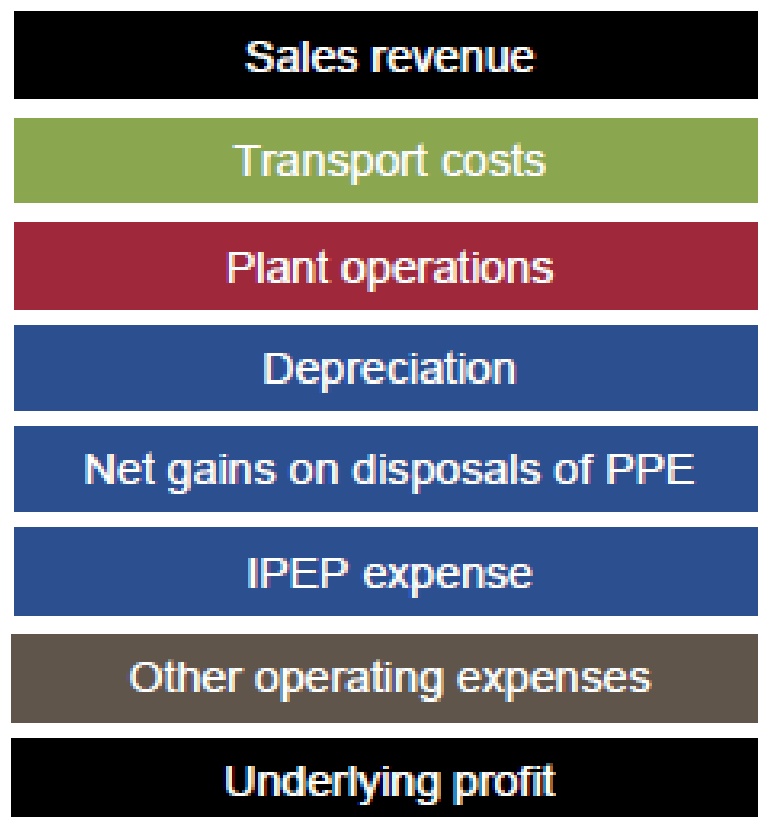 Sales revenue
Transport costs
Plant operations
Depreciation
Net gains on disposals of PPE
IPEP expense
Other operating expenses
Underlying profit